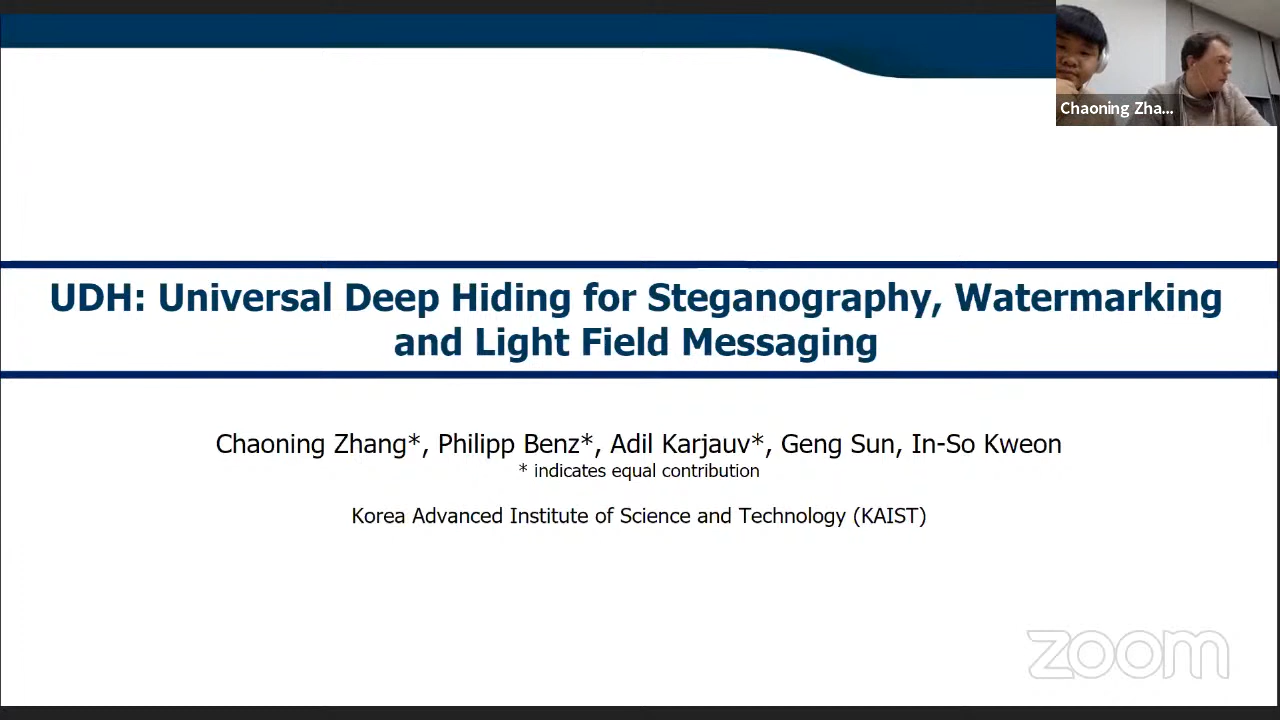 Chaoning Zha...
UDH: Universal Deep Hiding for Steganography, Watermarking
and Light Field Messaging
Chaoning Zhang*, Philipp Benz*, Adil Karjauv*, Geng Sun, In-So Kweon
* indicates equal contribution
Korea Advanced Institute of Science and Technology (KAIST)
zoom